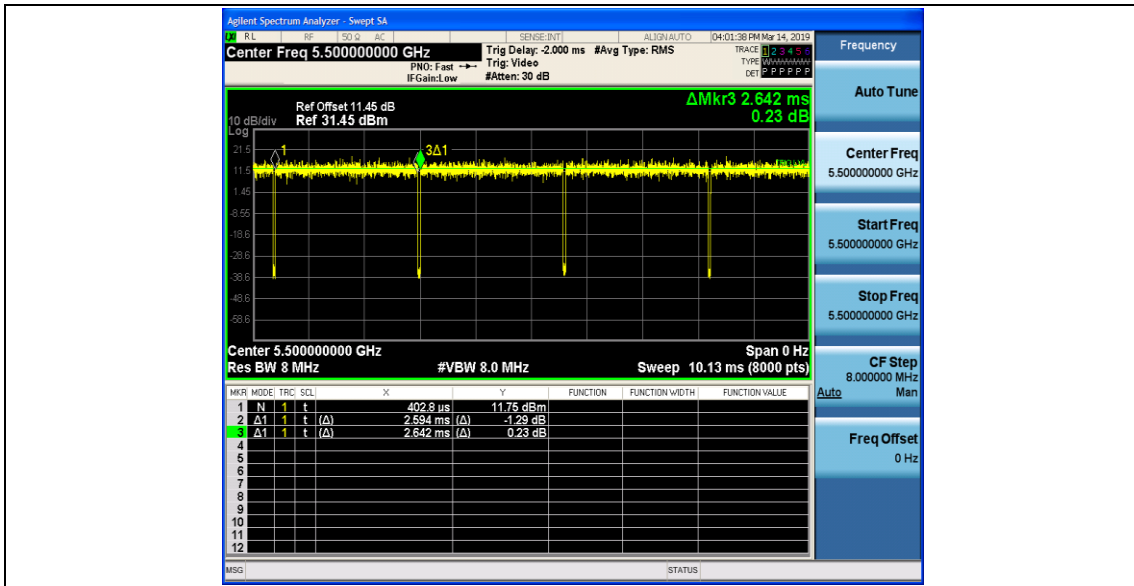 Agilent Spectrum Analyzer - Swept SA
LXI RL RF 50 Ω AC SENSE:INT ALIGN AUTO 04:01:38 PM Mar 14, 2019
Center Freq 5.500000000 GHz
Trig Delay: -2.000 ms #Avg Type: RMS
TRACE 1 2 3 4 5 6
PNO: Fast Trig: Video
TYPE WWWWWW
IFGain:Low #Atten: 30 dB
DET P P P P P P
Frequency
Auto Tune
ΔMkr3 2.642 ms
Ref Offset 11.45 dB
10 dB/div Ref 31.45 dBm 0.23 dB
Log
21.5
11.5
1.45
-8.55
-18.6
-28.6
-38.6
-48.6
-58.6
1
3Δ1
Center 5.500000000 GHz Span 0 Hz
Res BW 8 MHz #VBW 8.0 MHz Sweep 10.13 ms (8000 pts)
Center Freq
5.500000000 GHz
Start Freq
5.500000000 GHz
Stop Freq
5.500000000 GHz
CF Step
8.000000 MHz
Auto Man
Freq Offset
0 Hz
MKR MODE TRC SCL X Y FUNCTION FUNCTION WIDTH FUNCTION VALUE
1 N 1 t 402.8 us 11.75 dBm
2 Δ1 1 t (Δ) 2.594 ms (Δ) -1.29 dB
3 Δ1 1 t (Δ) 2.642 ms (Δ) 0.23 dB
4
5
6
7
8
9
10
11
12
MSG STATUS